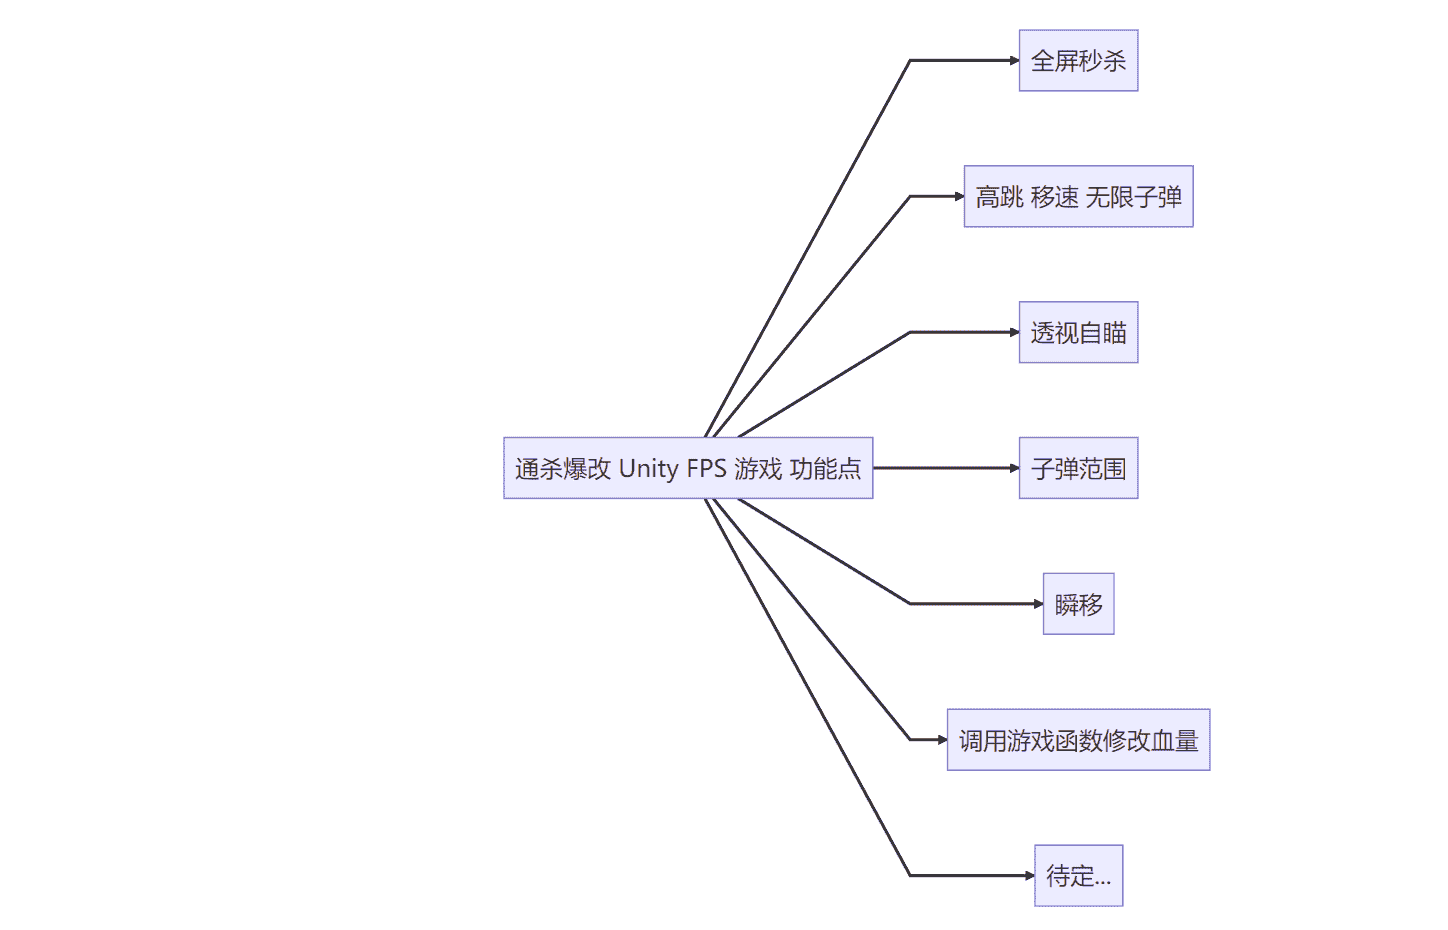 全屏秒杀
高跳 移速 无限子弹
透视自瞄
通杀爆改 Unity FPS 游戏 功能点
子弹范围
瞬移
调用游戏函数修改血量
待定...